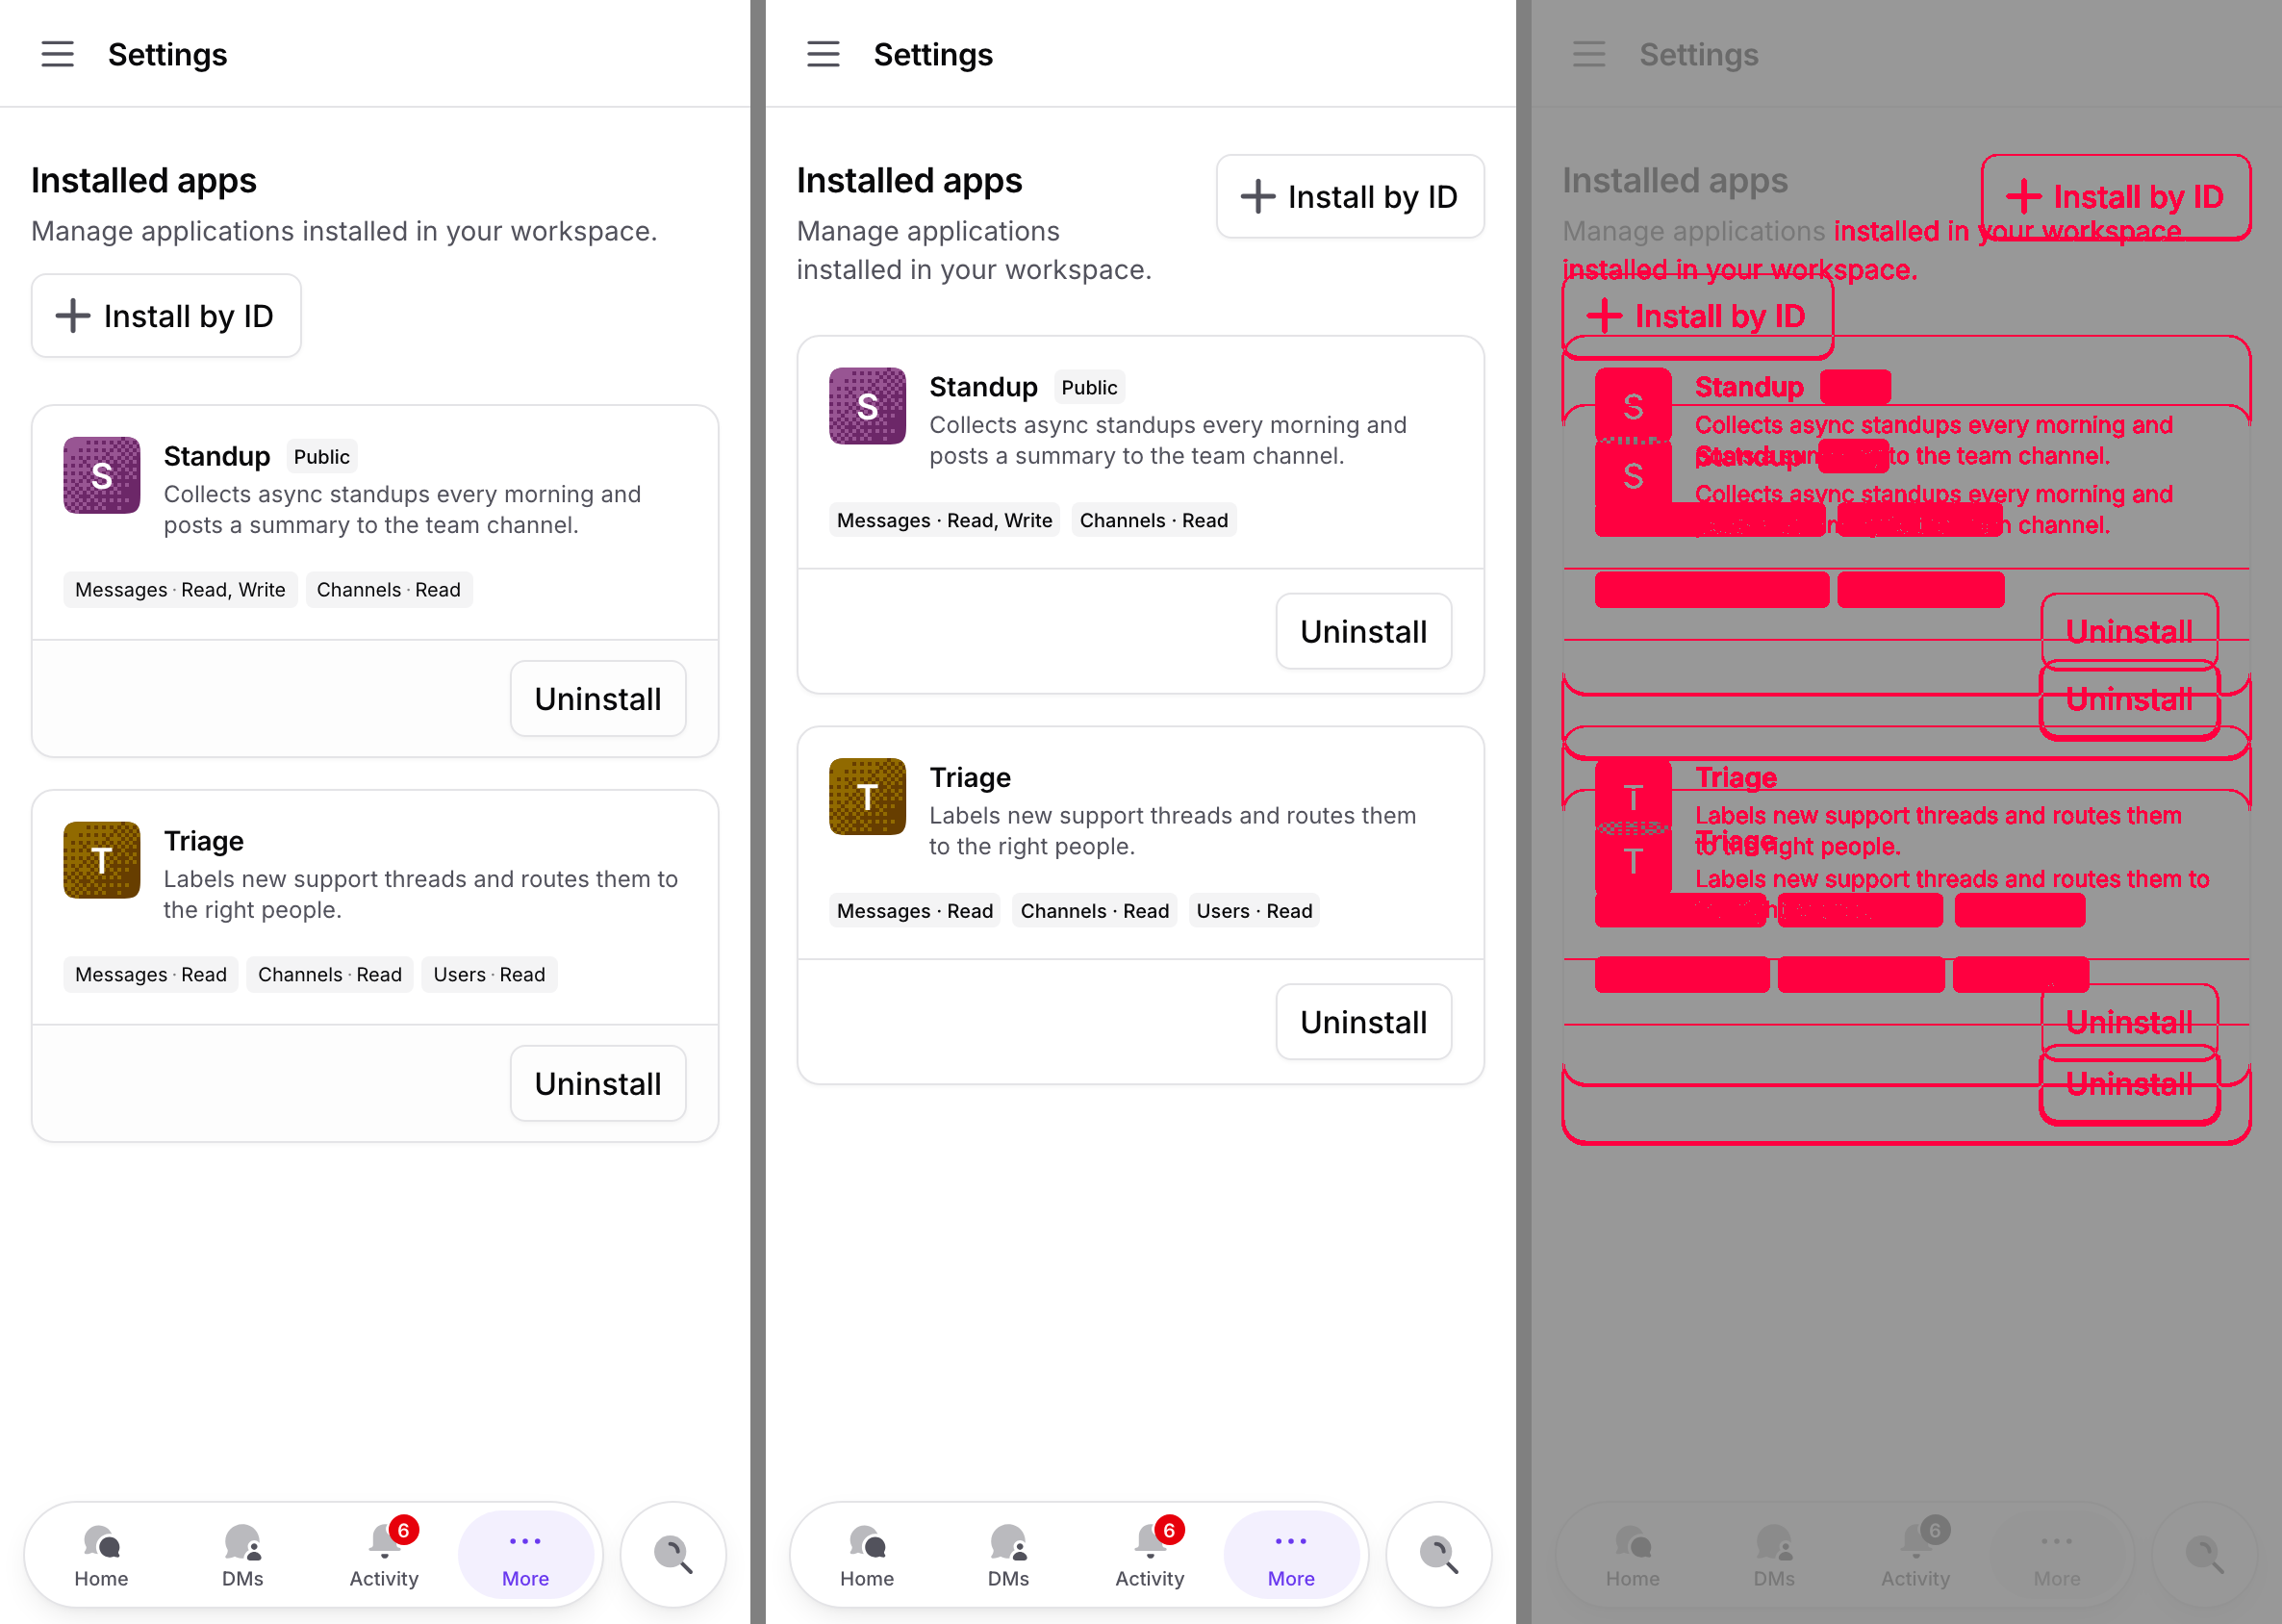 Settings
Installed apps
Manage applications installed in your workspace.
Install by ID
S
Standup Public
Collects async standups every morning and
posts a summary to the team channel.
Messages · Read, Write Channels · Read
Uninstall
T
Triage
Labels new support threads and routes them to
the right people.
Messages · Read Channels · Read Users · Read
Uninstall
6
Home DMs Activity More
Settings
Installed apps
Install by ID
Manage applications
installed in your workspace.
S
Standup Public
Collects async standups every morning and
posts a summary to the team channel.
Messages · Read, Write Channels · Read
Uninstall
T
Triage
Labels new support threads and routes them
to the right people.
Messages · Read Channels · Read Users · Read
Uninstall
6
Home DMs Activity More
Settings
Installed apps
Install by ID
Manage applications installed in your workspace
installed in your workspace.
Install by ID
S
Standup
Collects async standups every morning and
to the team channel.
S
Collects async standups every morning and
channel.
Uninstall
Uninstall
T
Triage
Labels new support threads and routes them
Triage
to the right people.
T
Labels new support threads and routes them to
Uninstall
Uninstall
6
Home DMs Activity More